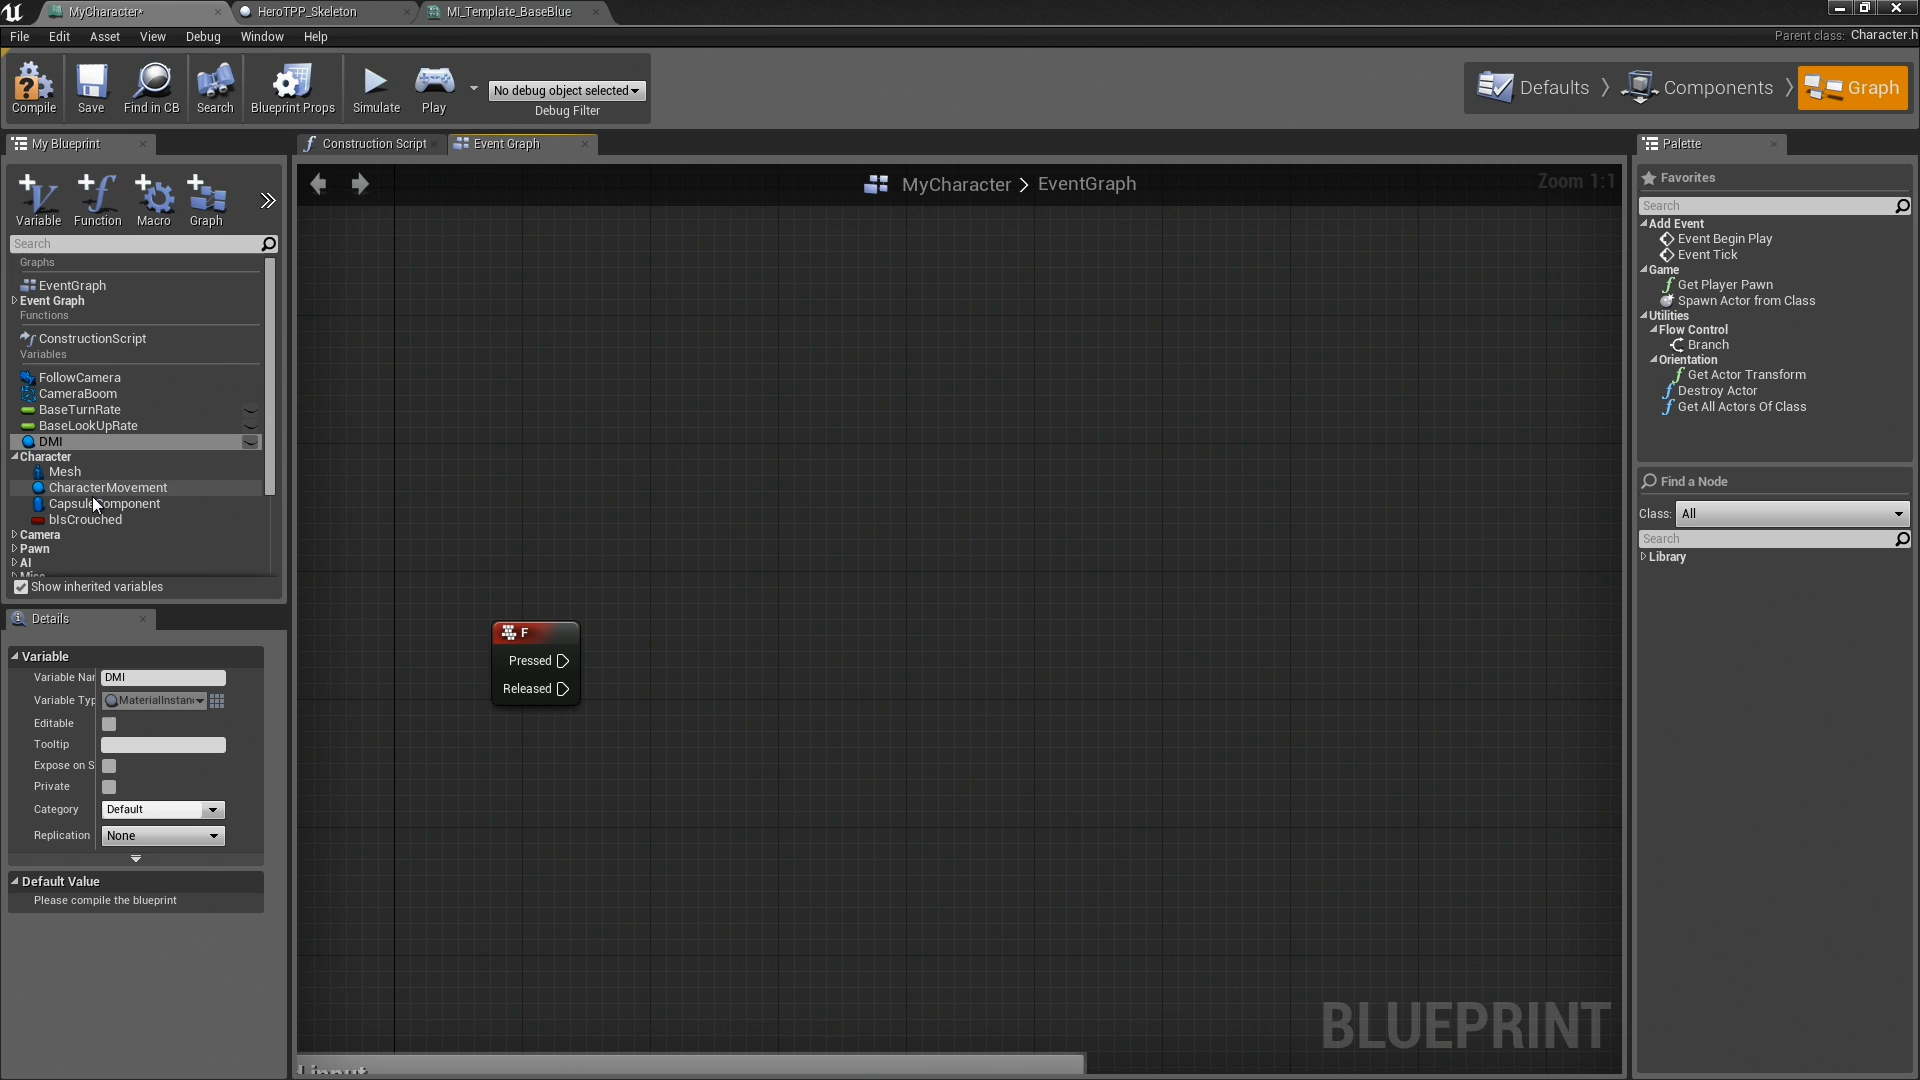 MyCharacter*
HeroTPP_Skeleton
MI_Template_BaseBlue
File Edit Asset View Debug Window Help
Parent class: Character.h
Compile
Save
Find in CB
Search
Blueprint Props
Simulate
Play
No debug object selected
Debug Filter
Defaults
Components
Graph
My Blueprint
Variable
Function
Macro
Graph
Search
Graphs
EventGraph
Event Graph
Functions
ConstructionScript
Variables
FollowCamera
CameraBoom
BaseTurnRate
BaseLookUpRate
DMI
Character
Mesh
CharacterMovement
CapsuleComponent
bIsCrouched
Camera
Pawn
AI
Misc
Show inherited variables
Details
Variable
Variable Nar DMI
Variable Typ MaterialInstan
Editable
Tooltip
Expose on S
Private
Category Default
Replication None
Default Value
Please compile the blueprint
Construction Script
Event Graph
MyCharacter > EventGraph
Zoom 1:1
F
Pressed
Released
BLUEPRINT
Palette
Favorites
Search
Add Event
Event Begin Play
Event Tick
Game
Get Player Pawn
Spawn Actor from Class
Utilities
Flow Control
Branch
Orientation
Get Actor Transform
Destroy Actor
Get All Actors Of Class
Find a Node
Class: All
Search
Library